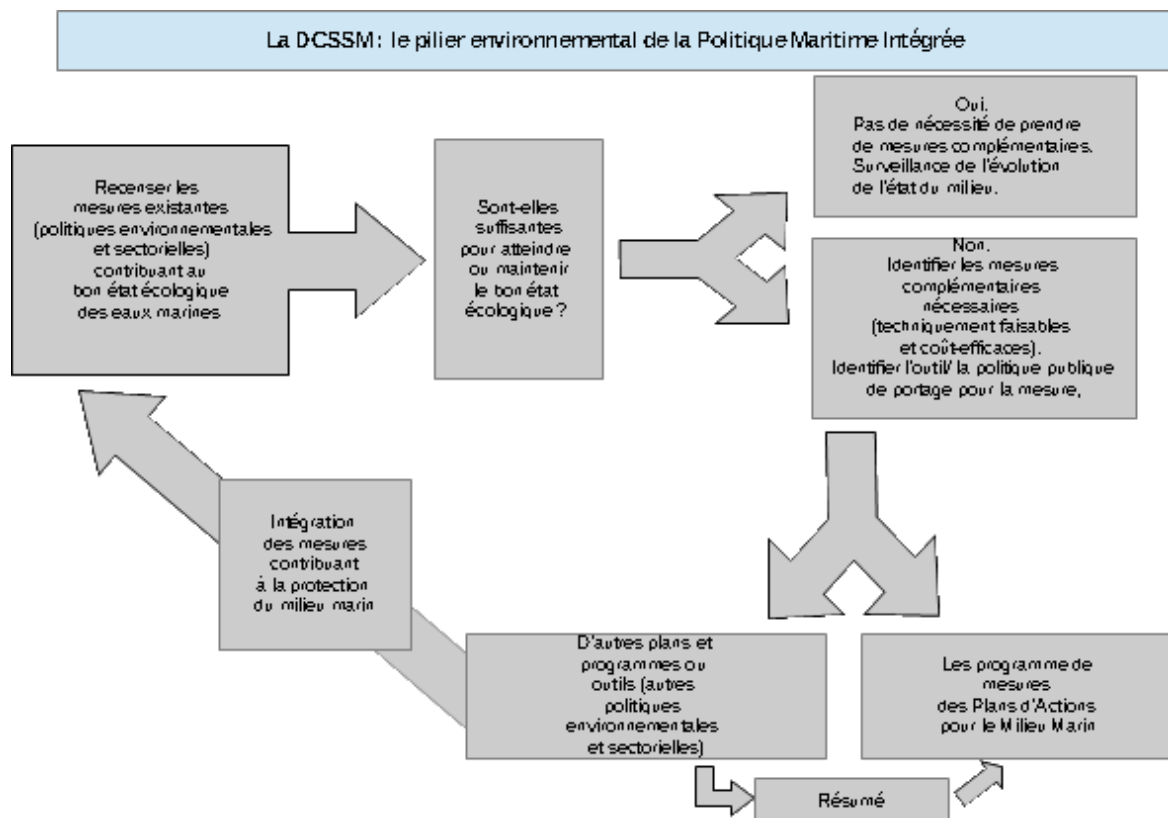 La DCSSM: le pilier environnemental de la Politique Maritime Intégrée
Recenser les
mesures existantes
(politiques environnementales
et sectorielles)
contribuant au
bon état écologique
des eaux marines
Sont-elles
suffisantes
pour atteindre
ou maintenir
le bon état
écologique ?
Oui.
Pas de nécessité de prendre
de mesures complémentaires.
Surveillance de l'évolution
de l'état du milieu.
Non.
Identifier les mesures
complémentaires
nécessaires
(techniquement faisables
et coût-efficaces).
Identifier l'outil/ la politique publique
de portage pour la mesure,
Intégration
des mesures
contribuant
à la protection
du milieu marin
D'autres plans et
programmes ou
outils (autres
politiques
environnementales
et sectorielles)
Les programme de
mesures
des Plans d'Actions
pour le Milieu Marin
Résumé